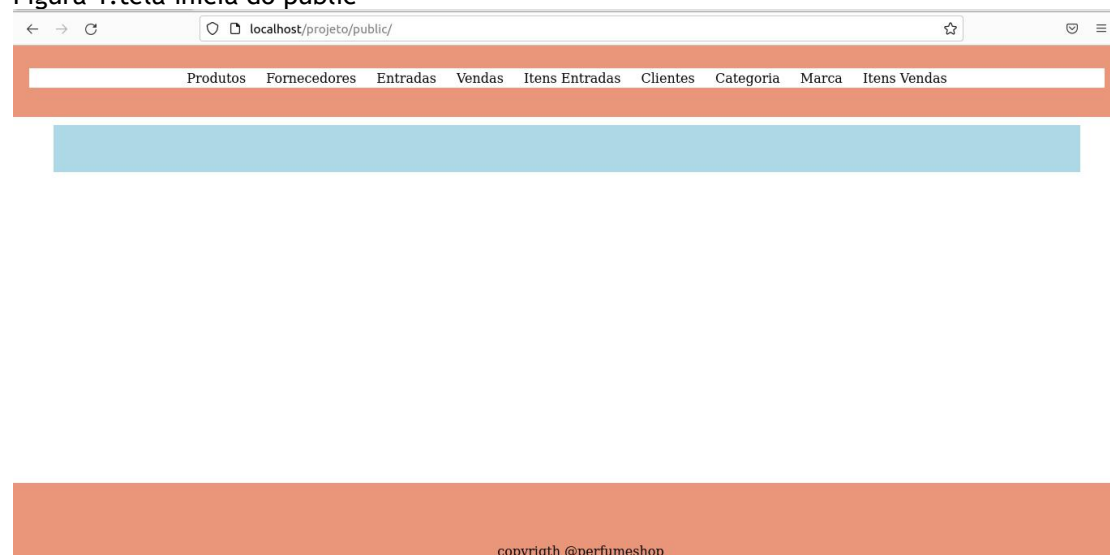 Figura 1:tela inicia do public
localhost/projeto/public/
Produtos Fornecedores Entradas Vendas Itens Entradas Clientes Categoria Marca Itens Vendas
copyrigth @perfumeshop